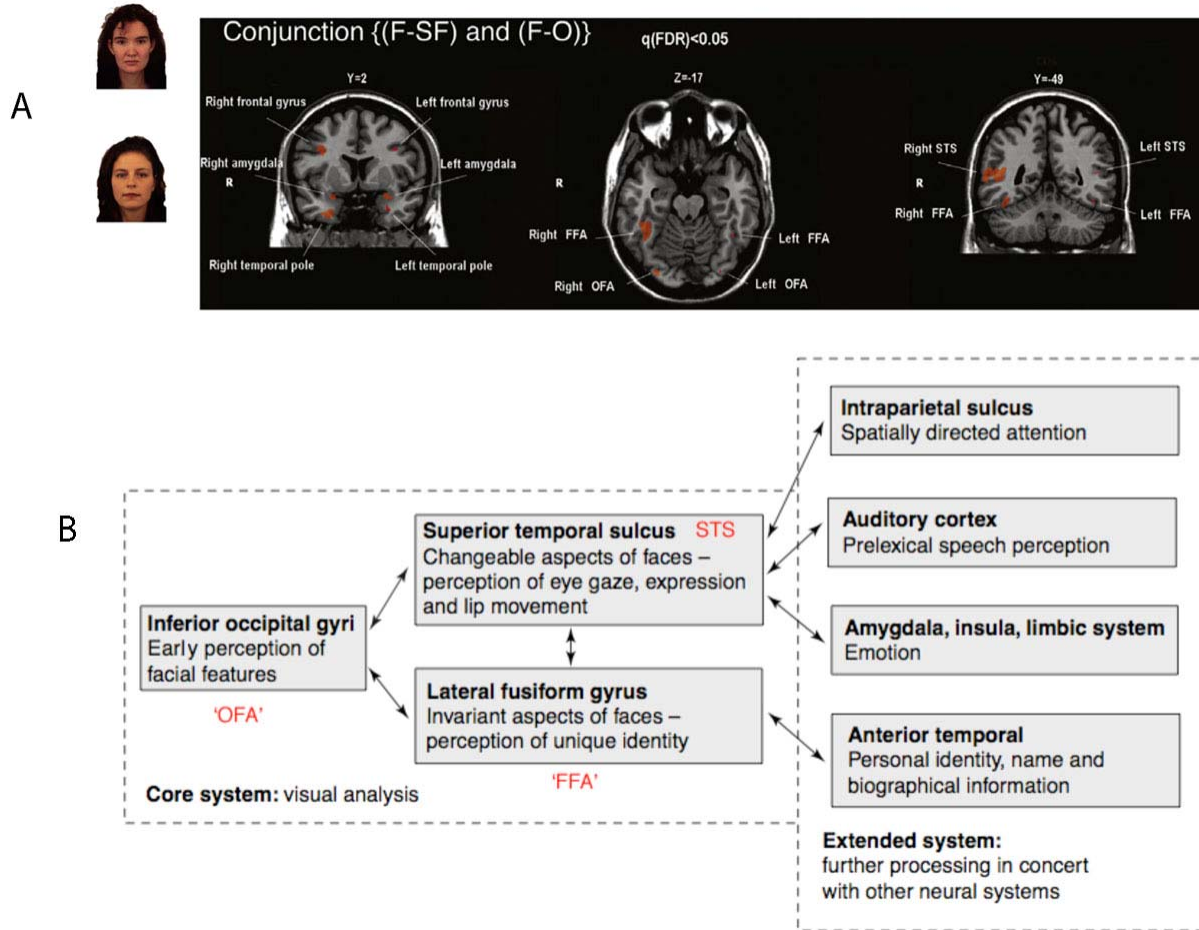 A
Conjunction {(F-SF) and (F-O)}
q(FDR)<0.05
Y=2
Right frontal gyrus
Left frontal gyrus
Right amygdala
Left amygdala
R
Right temporal pole
Left temporal pole
Z=-17
R
Right FFA
Left FFA
Right OFA
Left OFA
Y=-49
Right STS
Left STS
R
Right FFA
Left FFA
B
Inferior occipital gyri
Early perception of
facial features
'OFA'
Superior temporal sulcus STS
Changeable aspects of faces –
perception of eye gaze, expression
and lip movement
Lateral fusiform gyrus
Invariant aspects of faces –
perception of unique identity
'FFA'
Core system: visual analysis
Intraparietal sulcus
Spatially directed attention
Auditory cortex
Prelexical speech perception
Amygdala, insula, limbic system
Emotion
Anterior temporal
Personal identity, name and
biographical information
Extended system:
further processing in concert
with other neural systems